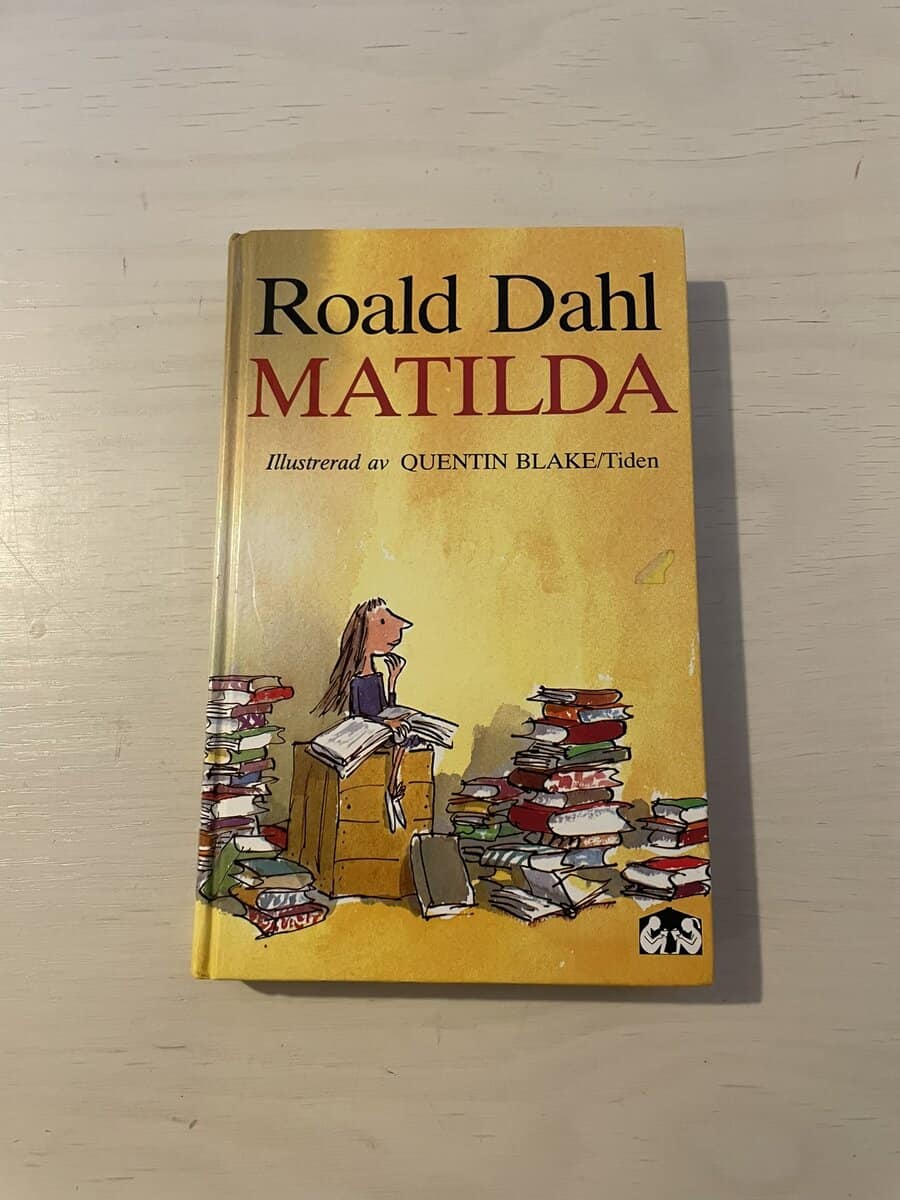 Roald Dahl
MATILDA
Illustrerad av QUENTIN BLAKE/Tiden